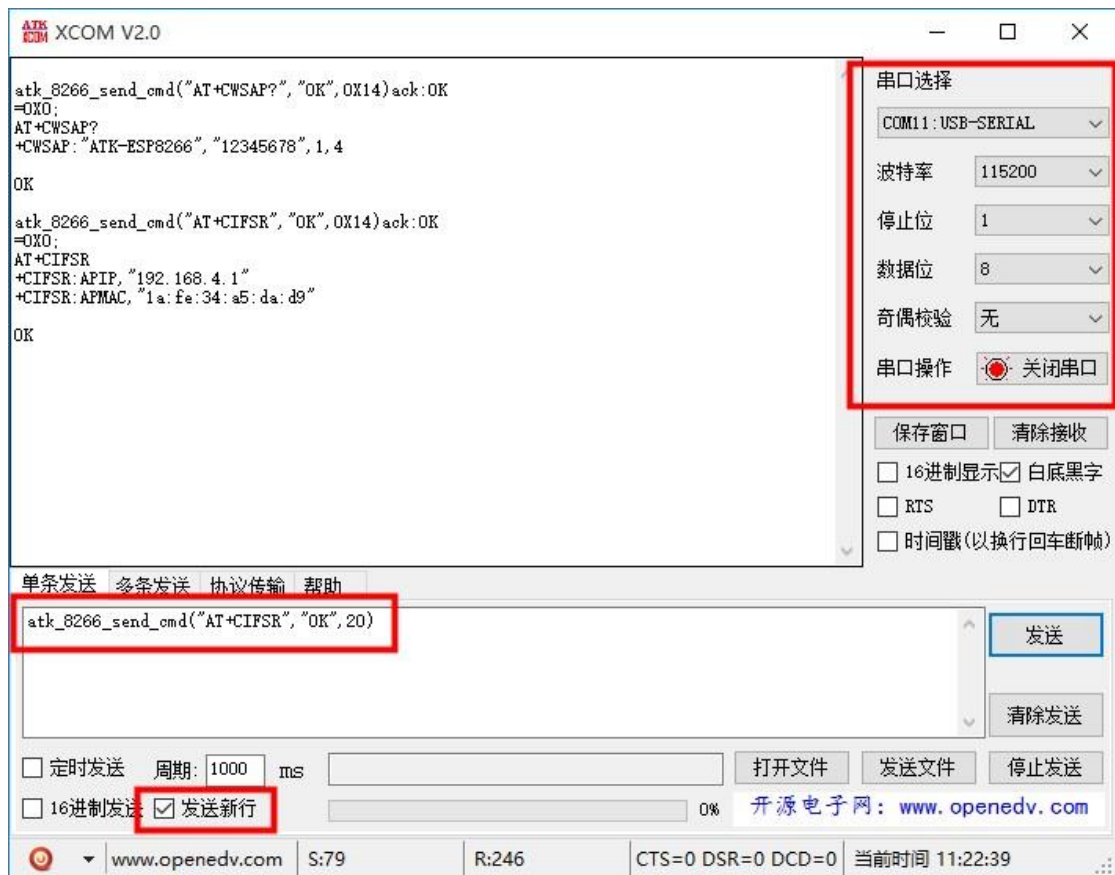 ATK XCOM XCOM V2.0
atk_8266_send_cmd("AT+CWSAP?","OK",0X14)ack:OK
=0X0;
AT+CWSAP?
+CWSAP:"ATK-ESP8266","12345678",1,4
OK
atk_8266_send_cmd("AT+CIFSR","OK",0X14)ack:OK
=0X0;
AT+CIFSR
+CIFSR:APIP,"192.168.4.1"
+CIFSR:APMAC,"1a:fe:34:a5:da:d9"
OK
串口选择
COM11:USB-SERIAL
波特率 115200
停止位 1
数据位 8
奇偶校验 无
串口操作 关闭串口
保存窗口 清除接收
16进制显示 白底黑字
RTS DTR
时间戳(以换行回车断帧)
单条发送 多条发送 协议传输 帮助
atk_8266_send_cmd("AT+CIFSR","OK",20)
发送
清除发送
定时发送 周期: 1000 ms 打开文件 发送文件 停止发送
16进制发送 发送新行 0% 开源电子网: www.openedv.com
www.openedv.com S:79 R:246 CTS=0 DSR=0 DCD=0 当前时间 11:22:39